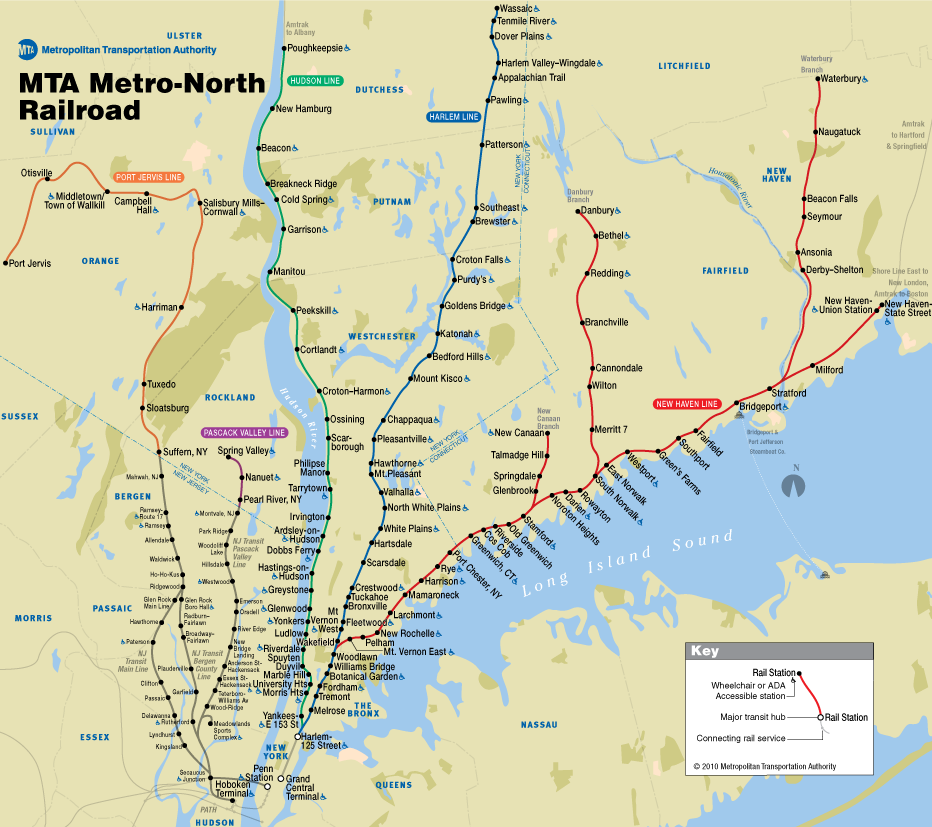 MTA Metropolitan Transportation Authority
MTA Metro-North
Railroad
ULSTER
SULLIVAN
DUTCHESS
LITCHFIELD
PUTNAM
ORANGE
NEW
HAVEN
FAIRFIELD
WESTCHESTER
ROCKLAND
SUSSEX
BERGEN
PASSAIC
MORRIS
ESSEX
HUDSON
NEW
YORK
THE
BRONX
QUEENS
NASSAU
Amtrak
to Albany
HUDSON LINE
Poughkeepsie
New Hamburg
Beacon
Breakneck Ridge
Cold Spring
Garrison
Manitou
Peekskill
Cortlandt
Croton–Harmon
Ossining
Scar-
borough
Philipse
Manor
Tarrytown
Irvington
Ardsley-on-
Hudson
Dobbs Ferry
Hastings-on-
Hudson
Greystone
Glenwood
Yonkers
Ludlow
Riverdale
Spuyten
Duyvil
Marble Hill
University Hts
Morris Hts
Yankees-
E 153 St
Harlem-
125 Street
Grand
Central
Terminal
Penn
Station
HARLEM LINE
Wassaic
Tenmile River
Dover Plains
Harlem Valley–Wingdale
Appalachian Trail
Pawling
Patterson
Southeast
Brewster
Croton Falls
Purdy's
Goldens Bridge
Katonah
Bedford Hills
Mount Kisco
Chappaqua
Pleasantville
Hawthorne
Mt.Pleasant
Valhalla
North White Plains
White Plains
Hartsdale
Scarsdale
Crestwood
Tuckahoe
Bronxville
Fleetwood
Mt
Vernon
West
Wakefield
Woodlawn
Williams Bridge
Botanical Garden
Fordham
Tremont
Melrose
NEW HAVEN LINE
New Haven-
State Street
New Haven-
Union Station
Milford
Stratford
Bridgeport
Fairfield
Southport
Green's Farms
Westport
East Norwalk
South Norwalk
Rowayton
Darien
Noroton Heights
Stamford
Old Greenwich
Riverside
Cos Cob
Greenwich, CT
Port Chester, NY
Rye
Harrison
Mamaroneck
Larchmont
New Rochelle
Pelham
Mt. Vernon East
New
Canaan
Branch
New Canaan
Talmadge Hill
Springdale
Glenbrook
Danbury
Branch
Danbury
Bethel
Redding
Branchville
Cannondale
Wilton
Merritt 7
Waterbury
Branch
Waterbury
Naugatuck
Beacon Falls
Seymour
Ansonia
Derby–Shelton
Amtrak
to Hartford
& Springfield
Shore Line East to
New London,
Amtrak to Boston
Bridgeport &
Port Jefferson
Steamboat Co.
PORT JERVIS LINE
Otisville
Port Jervis
Middletown/
Town of Wallkill
Campbell
Hall
Salisbury Mills–
Cornwall
Harriman
Tuxedo
Sloatsburg
Suffern, NY
Mahwah, NJ
Ramsey-
Route 17
Ramsey
Allendale
Waldwick
Ho-Ho-Kus
Ridgewood
Glen Rock
Main Line
Hawthorne
Paterson
NJ
Transit
Main Line
Clifton
Passaic
Delawanna
Lyndhurst
Kingsland
Glen Rock
Boro Hall
Radburn-
Fairlawn
Broadway-
Fairlawn
NJ Transit
Bergen
County
Line
Plauderville
Garfield
Rutherford
Secaucus
Junction
Hoboken
Terminal
PATH
PASCACK VALLEY LINE
Spring Valley
Nanuet
Pearl River, NY
Montvale, NJ
Park Ridge
Woodcliff
Lake
Hillsdale
NJ Transit
Pascack
Valley
Line
Westwood
Emerson
Oradell
River Edge
New
Bridge
Landing
Anderson St-
Hackensack
Essex St-
Hackensack
Teterboro-
Williams Av
Wood-Ridge
Meadowlands
Sports
Complex
NEW YORK
NEW JERSEY
NEW YORK
CONNECTICUT
NEW YORK
CONNECTICUT
Hudson River
Housatonic River
Long Island Sound
N
Key
Rail Station
Wheelchair or ADA
Accessible station
Major transit hub
Rail Station
Connecting rail service
© 2010 Metropolitan Transportation Authority